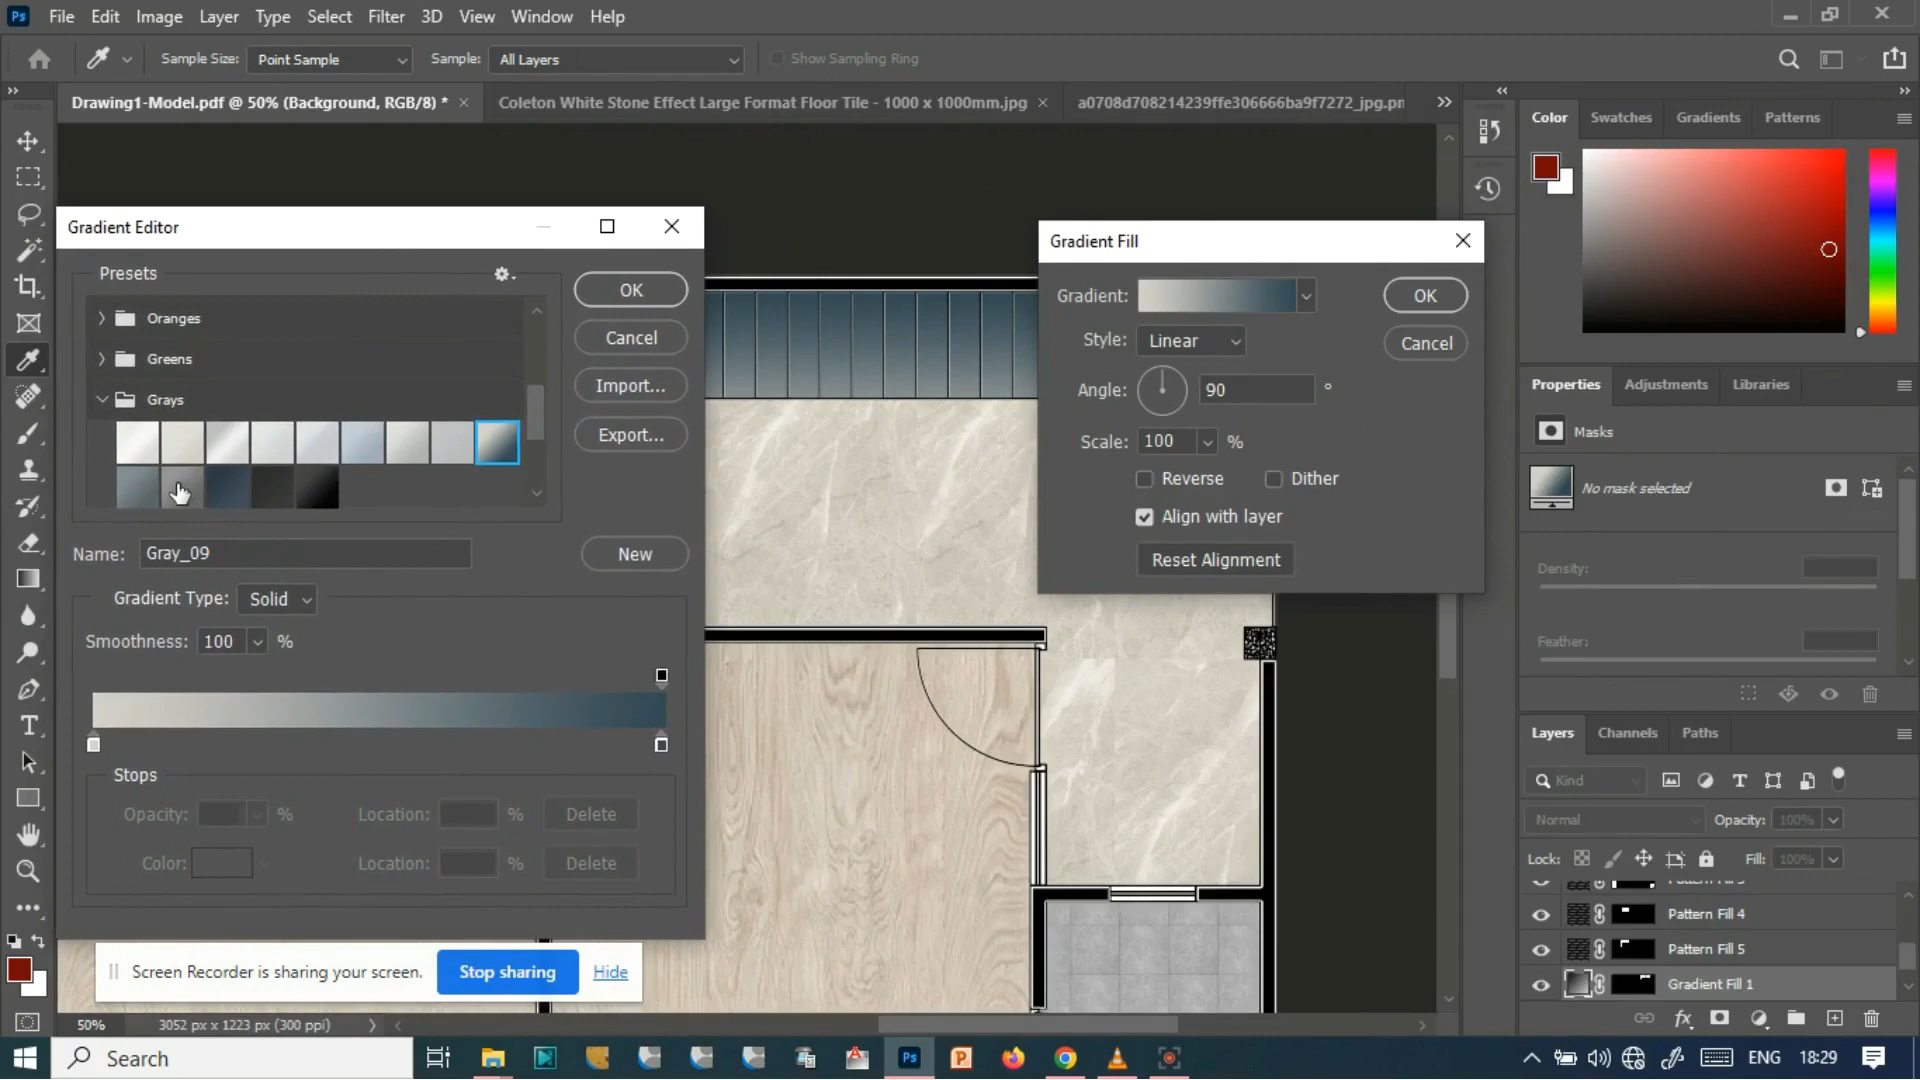 Ps File Edit Image Layer Type Select Filter 3D View Window Help
Sample Size: Point Sample Sample: All Layers Show Sampling Ring
Drawing1-Model.pdf @ 50% (Background, RGB/8) * × Coleton White Stone Effect Large Format Floor Tile - 1000 x 1000mm.jpg × a0708d708214239ffe306666ba9f7272_jpg.pn
Color Swatches Gradients Patterns
Gradient Editor
Presets
Oranges
Greens
Grays
OK
Cancel
Import...
Export...
Name: Gray_09
New
Gradient Type: Solid
Smoothness: 100 %
Stops
Opacity: % Location: % Delete
Color: Location: % Delete
Gradient Fill
Gradient:
OK
Style: Linear
Cancel
Angle: 90 °
Scale: 100 %
Reverse Dither
Align with layer
Reset Alignment
Properties Adjustments Libraries
Masks
No mask selected
Density:
Feather:
Layers Channels Paths
Kind
Normal Opacity: 100%
Lock: Fill: 100%
Pattern Fill 4
Pattern Fill 5
Gradient Fill 1
Screen Recorder is sharing your screen. Stop sharing Hide
50% 3052 px x 1223 px (300 ppi)
Search
Ps
ENG 18:29